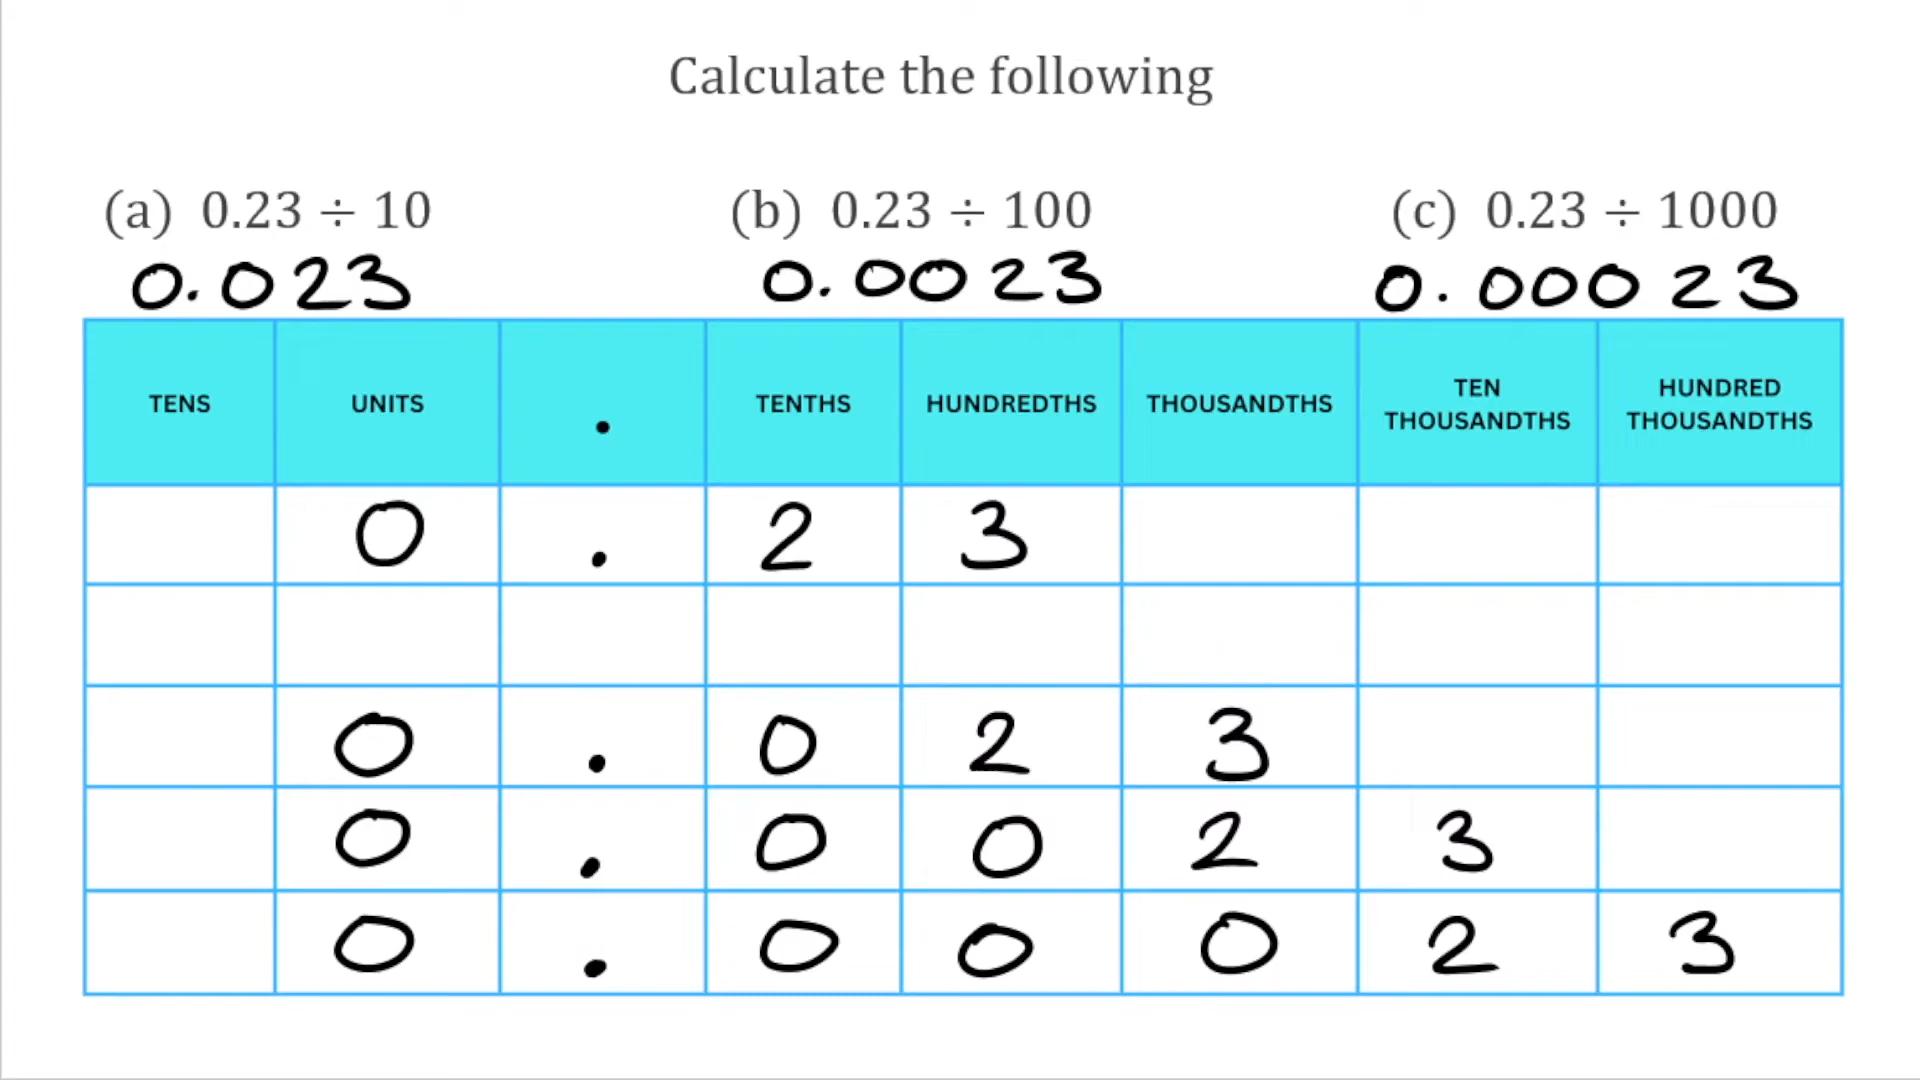 Calculate the following
(a) 0.23 ÷ 10 (b) 0.23 ÷ 100 (c) 0.23 ÷ 1000
0.023 0.0023 0.00023
TENS UNITS . TENTHS HUNDREDTHS THOUSANDTHS TEN THOUSANDTHS HUNDRED THOUSANDTHS
0 . 2 3
0 . 0 2 3
0 . 0 0 2 3
0 . 0 0 0 2 3